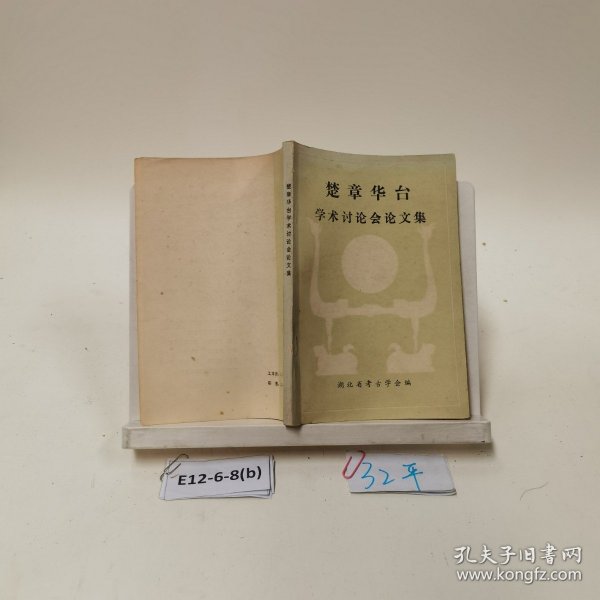 楚章华台
学术讨论会论文集
湖北省考古学会编
楚章华台学术讨论会论文集
E12-6-8(b)
32平
孔夫子旧书网
www.kongfz.com